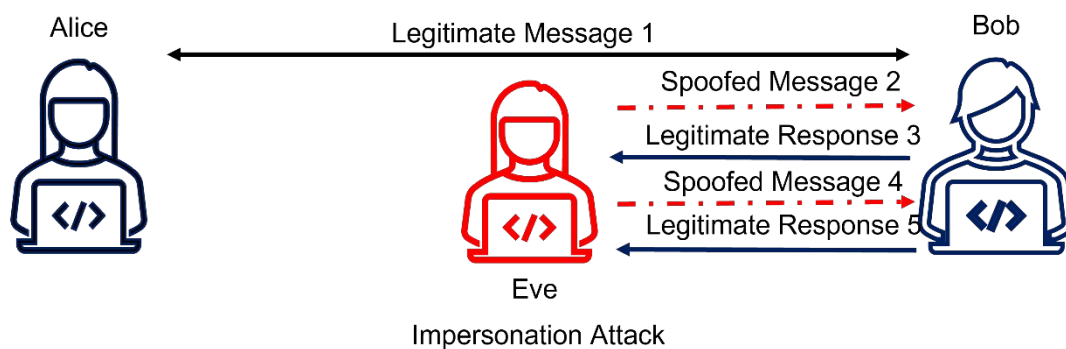 Alice
Bob
Legitimate Message 1
Spoofed Message 2
Legitimate Response 3
Spoofed Message 4
Legitimate Response 5
</>
</>
</>
Eve
Impersonation Attack